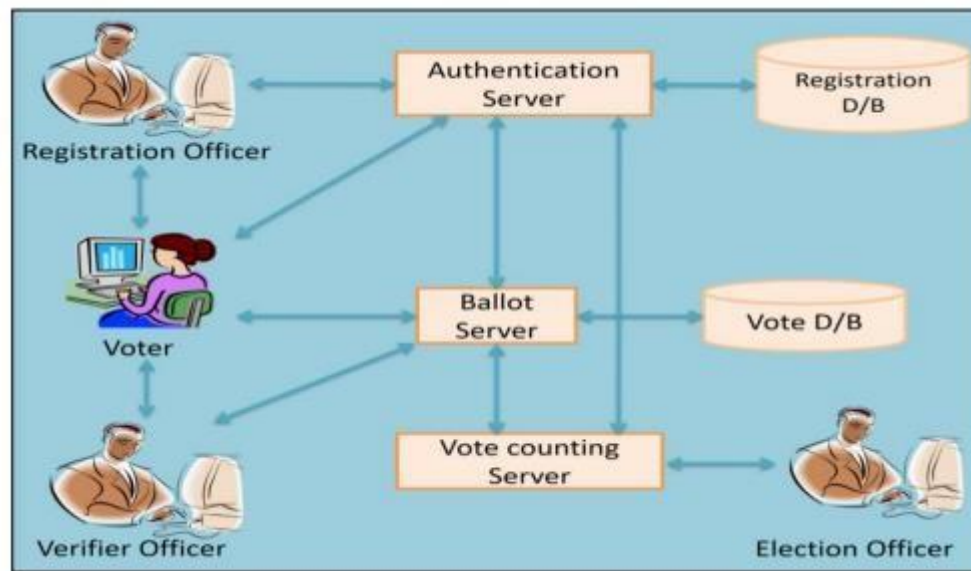 Authentication
Server
Registration
D/B
Registration Officer
Ballot
Server
Vote D/B
Voter
Vote counting
Server
Verifier Officer
Election Officer